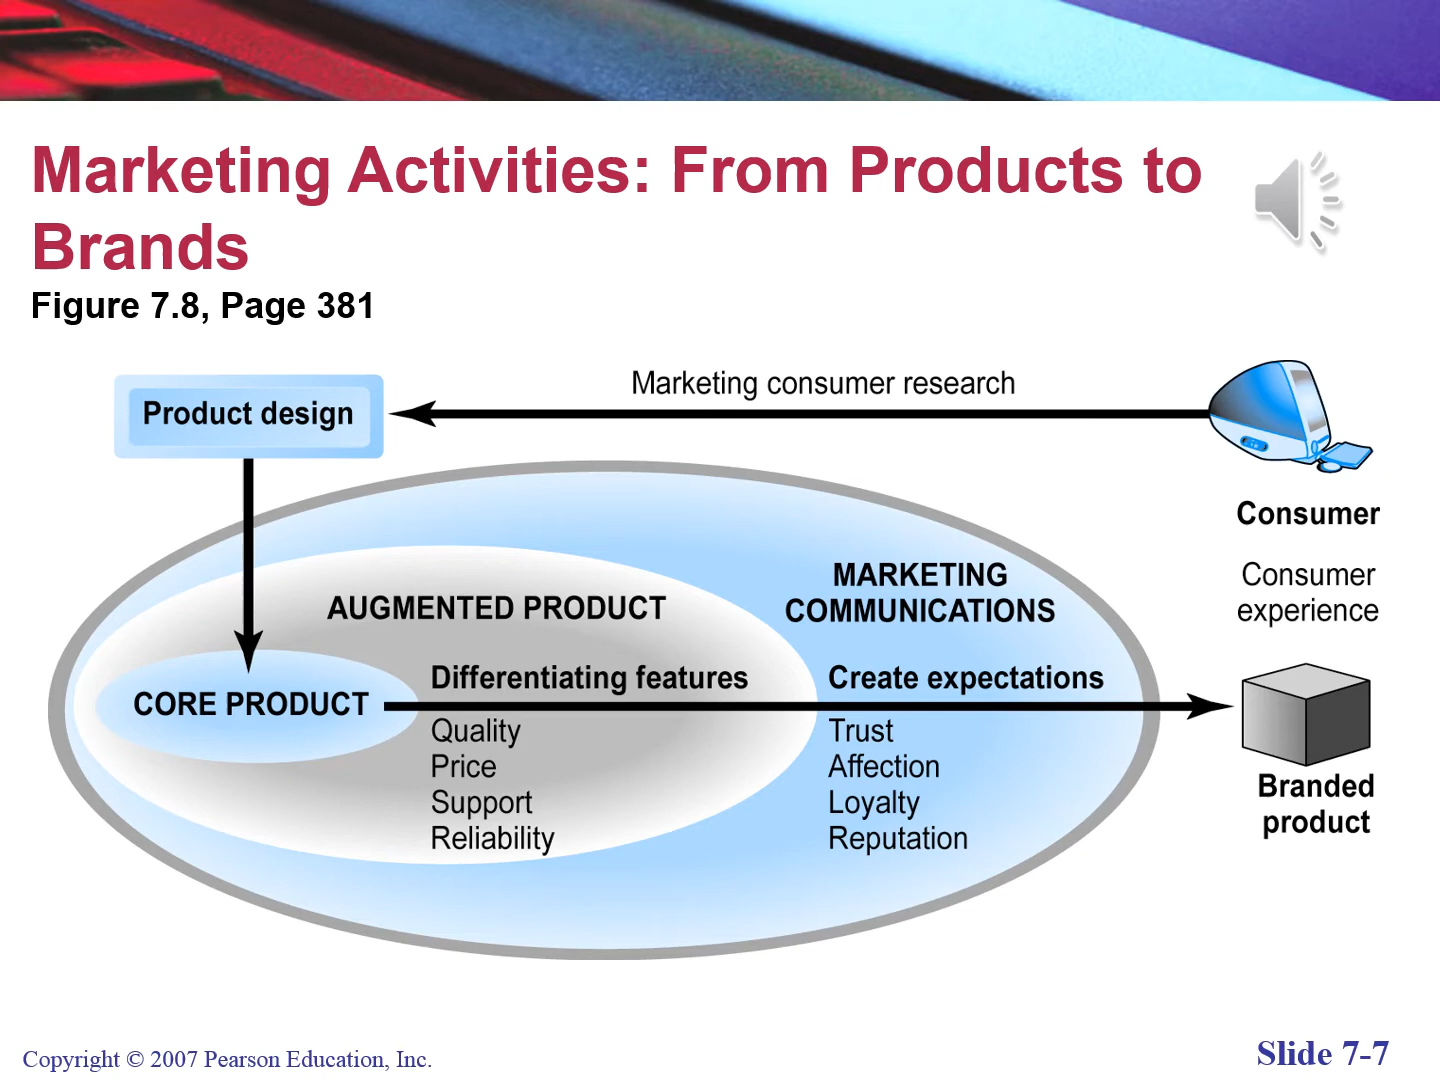 Marketing Activities: From Products to
Brands
Figure 7.8, Page 381
Marketing consumer research
Product design
Consumer
Consumer
experience
AUGMENTED PRODUCT
MARKETING
COMMUNICATIONS
CORE PRODUCT
Differentiating features
Quality
Price
Support
Reliability
Create expectations
Trust
Affection
Loyalty
Reputation
Branded
product
Copyright © 2007 Pearson Education, Inc.
Slide 7-7